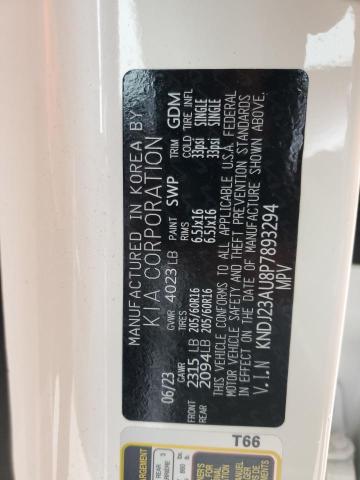 MANUFACTURED IN KOREA BY
KIA CORPORATION
06/23 GVWR 4023 LB PAINT SWP TRIM GDM
TIRES RIMS COLD TIRE INFL
FRONT 2315 LB 205/60R16 6.5Jx16 33psi SINGLE
REAR 2094 LB 205/60R16 6.5Jx16 33psi SINGLE
THIS VEHICLE CONFORMS TO ALL APPLICABLE U.S.A. FEDERAL
MOTOR VEHICLE SAFETY AND THEFT PREVENTION STANDARDS
IN EFFECT ON THE DATE OF MANUFACTURE SHOWN ABOVE.
V.I.N KNDJ23AU8P7893294
MPV
T66
REAR